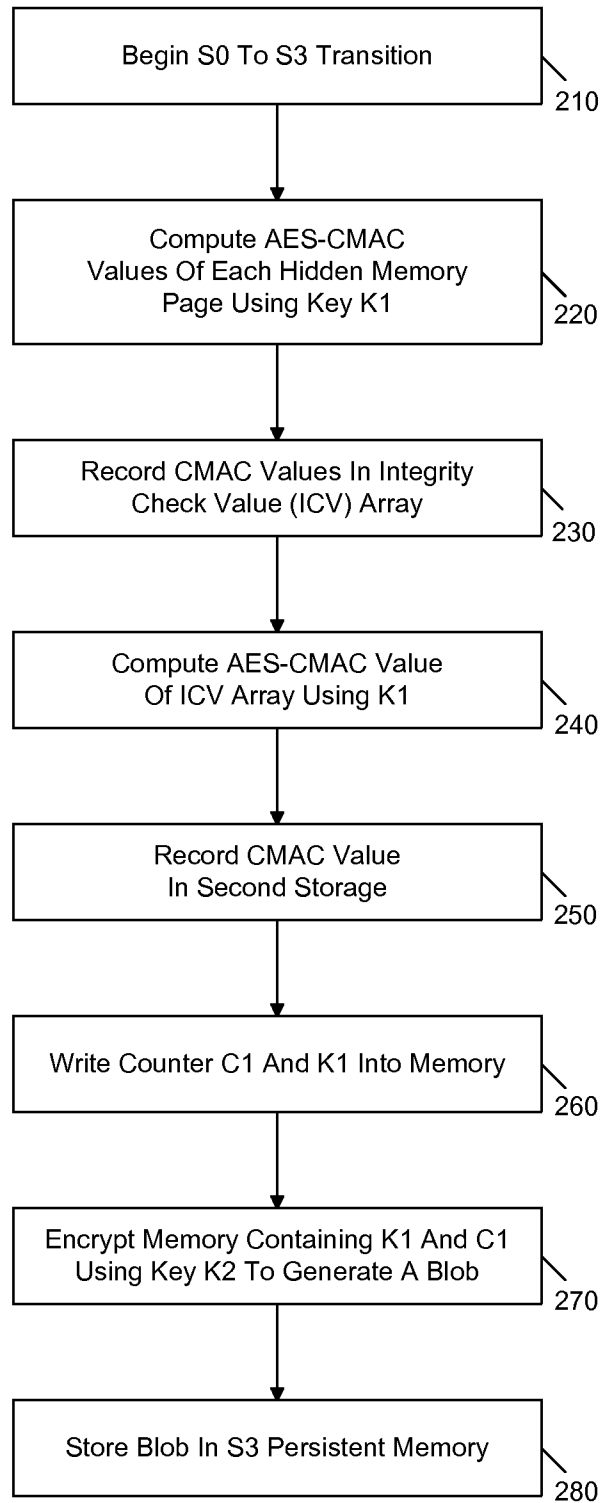 Begin S0 To S3 Transition
210
Compute AES-CMAC
Values Of Each Hidden Memory
Page Using Key K1
220
Record CMAC Values In Integrity
Check Value (ICV) Array
230
Compute AES-CMAC Value
Of ICV Array Using K1
240
Record CMAC Value
In Second Storage
250
Write Counter C1 And K1 Into Memory
260
Encrypt Memory Containing K1 And C1
Using Key K2 To Generate A Blob
270
Store Blob In S3 Persistent Memory
280